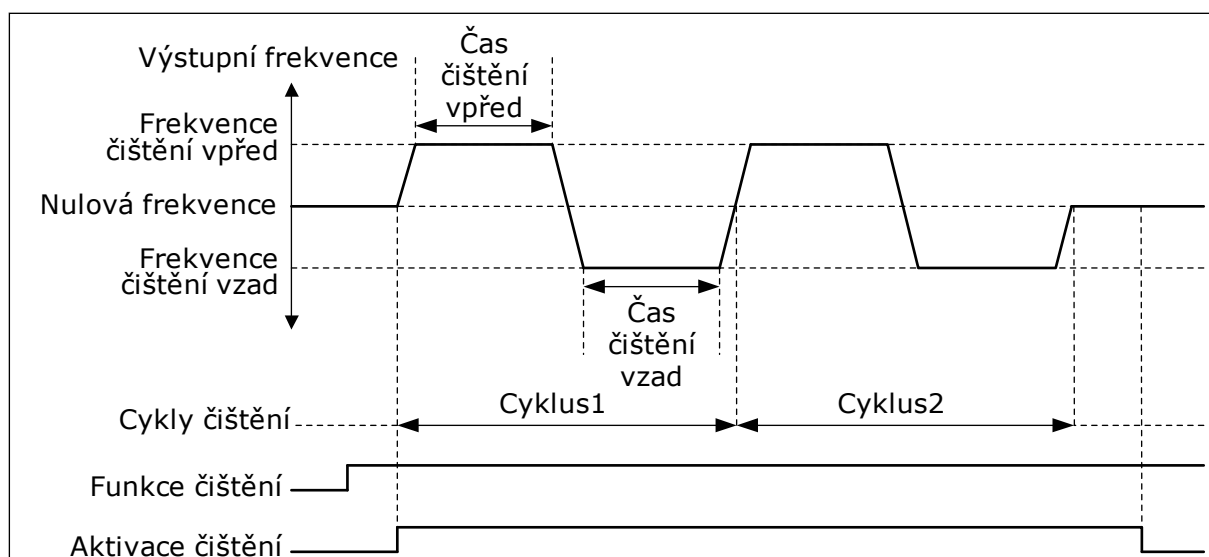 Výstupní frekvence
Čas
čištění
vpřed
Frekvence
čištění vpřed
Nulová frekvence
Frekvence
čištění vzad
Čas
čištění
vzad
Cykly čištění
Cyklus1
Cyklus2
Funkce čištění
Aktivace čištění